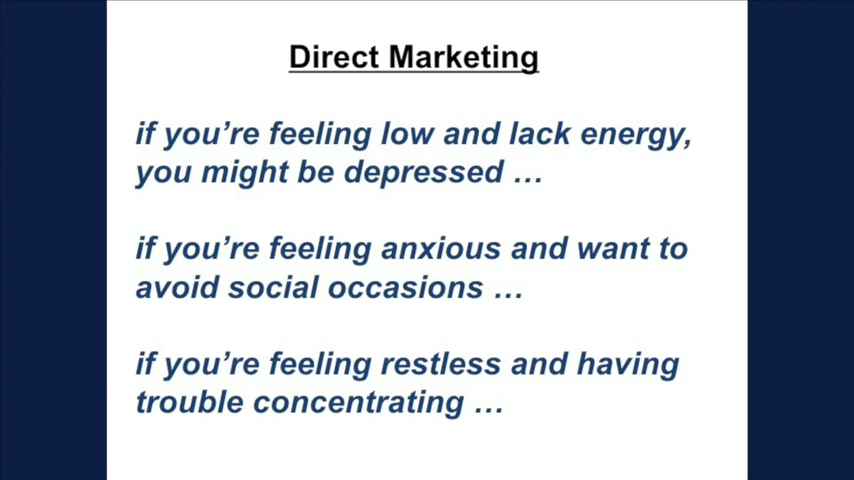 Direct Marketing
if you’re feeling low and lack energy,
you might be depressed …
if you’re feeling anxious and want to
avoid social occasions …
if you’re feeling restless and having
trouble concentrating …